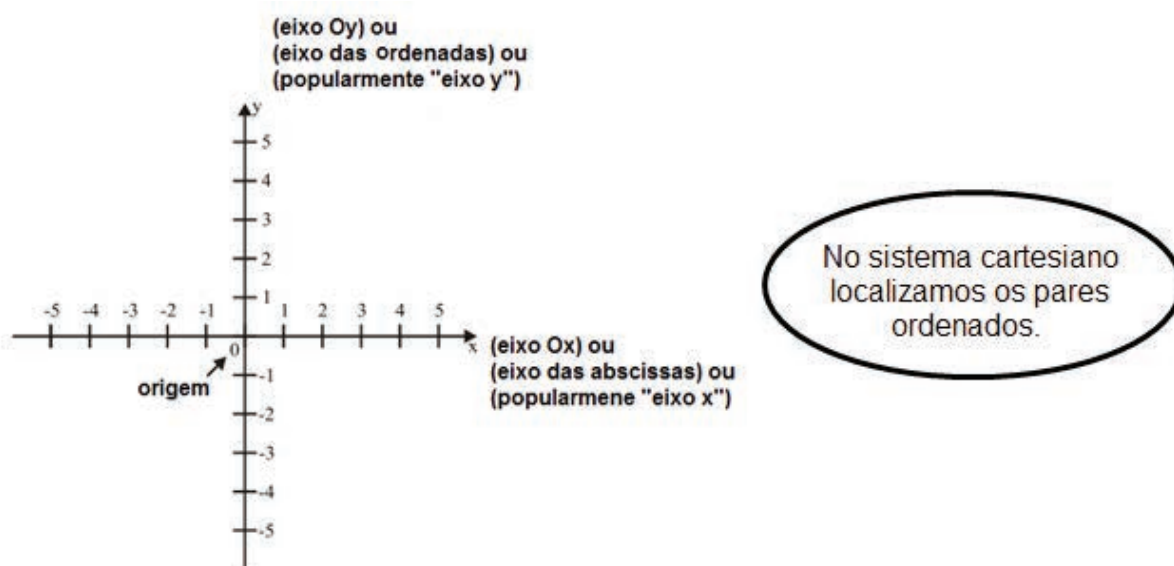 (eixo Oy) ou
(eixo das ordenadas) ou
(popularmente "eixo y")
y
5
4
3
2
1
-5 -4 -3 -2 -1 1 2 3 4 5
x
0
origem
(eixo Ox) ou
(eixo das abscissas) ou
(popularmene "eixo x")
-1
-2
-3
-4
-5
No sistema cartesiano
localizamos os pares
ordenados.